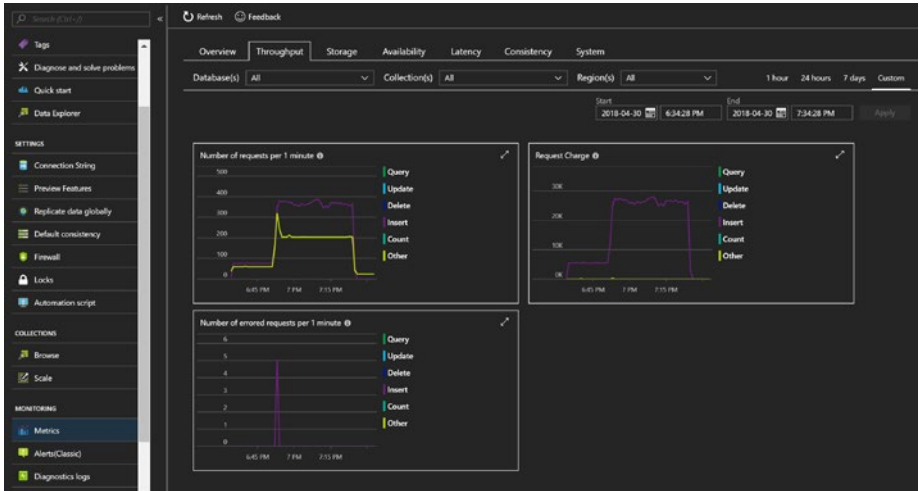 Search (Ctrl+/)
«
Tags
Diagnose and solve problems
Quick start
Data Explorer
SETTINGS
Connection String
Preview Features
Replicate data globally
Default consistency
Firewall
Locks
Automation script
COLLECTIONS
Browse
Scale
MONITORING
Metrics
Alerts(Classic)
Diagnostics logs
Refresh Feedback
Overview Throughput Storage Availability Latency Consistency System
Database(s) All Collection(s) All Region(s) All 1 hour 24 hours 7 days Custom
Start End
2018-04-30 6:34:28 PM 2018-04-30 7:34:28 PM Apply
Number of requests per 1 minute
500
400
300
200
100
0
6:45 PM 7 PM 7:15 PM
Query
Update
Delete
Insert
Count
Other
Request Charge
30K
20K
10K
0K
6:45 PM 7 PM 7:15 PM
Query
Update
Delete
Insert
Count
Other
Number of errored requests per 1 minute
6
5
4
3
2
1
0
6:45 PM 7 PM 7:15 PM
Query
Update
Delete
Insert
Count
Other